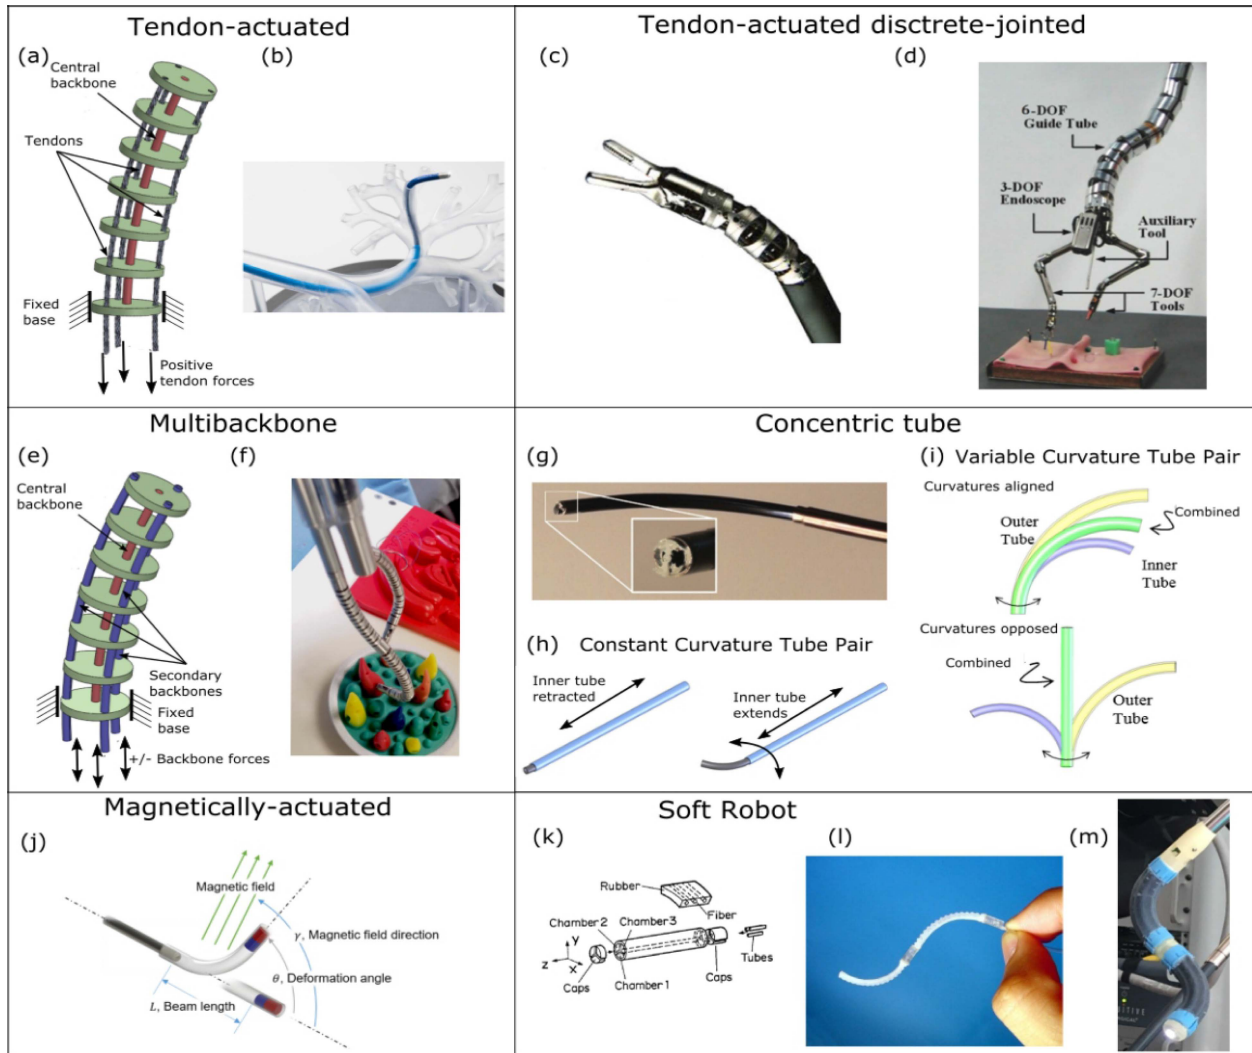 Tendon-actuated
(a)
Central
backbone
Tendons
Fixed
base
Positive
tendon forces
(b)
Tendon-actuated disctrete-jointed
(c)
(d)
6-DOF
Guide Tube
3-DOF
Endoscope
Auxiliary
Tool
7-DOF
Tools
Multibackbone
(e)
Central
backbone
Secondary
backbones
Fixed
base
+/- Backbone forces
(f)
Concentric tube
(g)
(h) Constant Curvature Tube Pair
Inner tube
retracted
Inner tube
extends
(i) Variable Curvature Tube Pair
Curvatures aligned
Outer
Tube
Combined
Inner
Tube
Curvatures opposed
Combined
Outer
Tube
Magnetically-actuated
(j)
Magnetic field
γ, Magnetic field direction
θ, Deformation angle
L, Beam length
Soft Robot
(k)
Rubber
Fiber
Chamber 2
Chamber 3
y
z
x
Caps
Chamber 1
Caps
Tubes
(l)
(m)